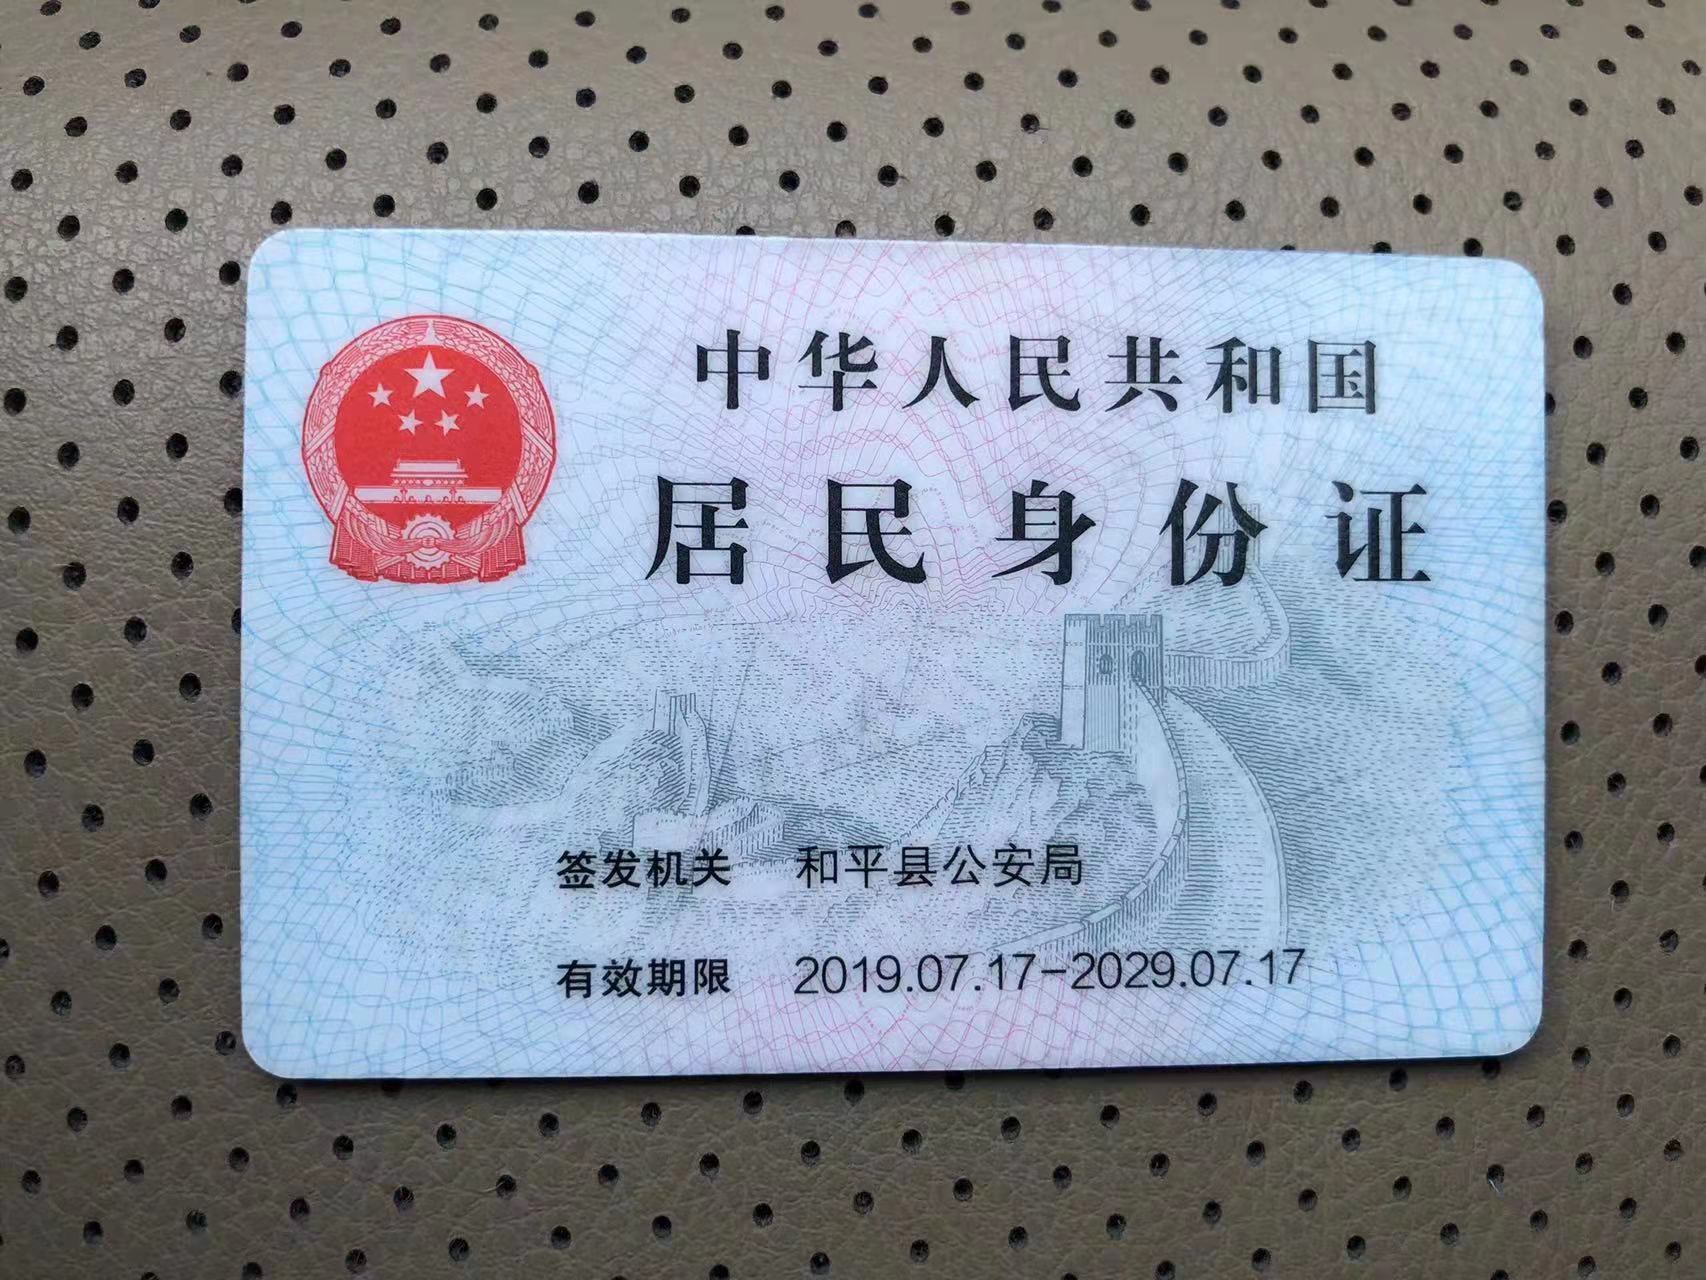 中华人民共和国
居民身份证
签发机关 和平县公安局
有效期限 2019.07.17-2029.07.17